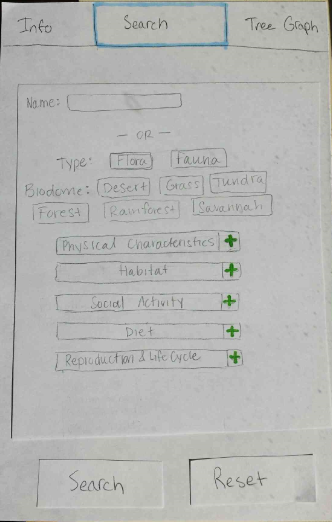 Info Search Tree Graph
Name:
- OR -
Type: Flora Fauna
Biodome: Desert Grass Tundra
Forest Rainforest Savannah
Physical Characteristics +
Habitat +
Social Activity +
Diet +
Reproduction & Life Cycle +
Search Reset